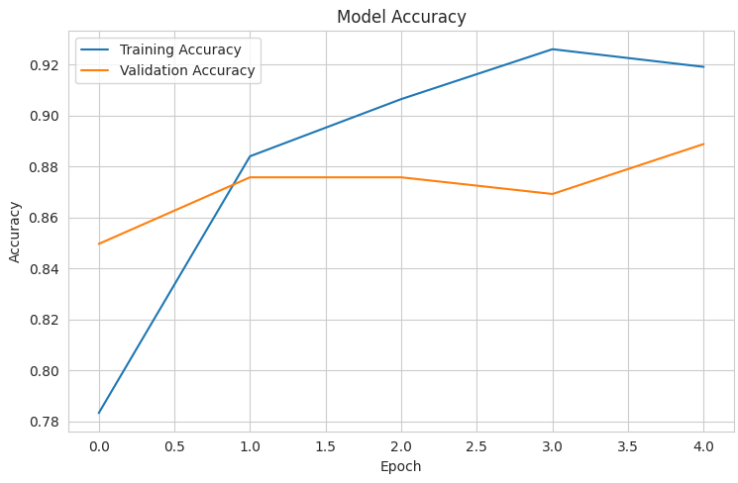 Model Accuracy
Training Accuracy
Validation Accuracy
Accuracy
0.92
0.90
0.88
0.86
0.84
0.82
0.80
0.78
0.0 0.5 1.0 1.5 2.0 2.5 3.0 3.5 4.0
Epoch